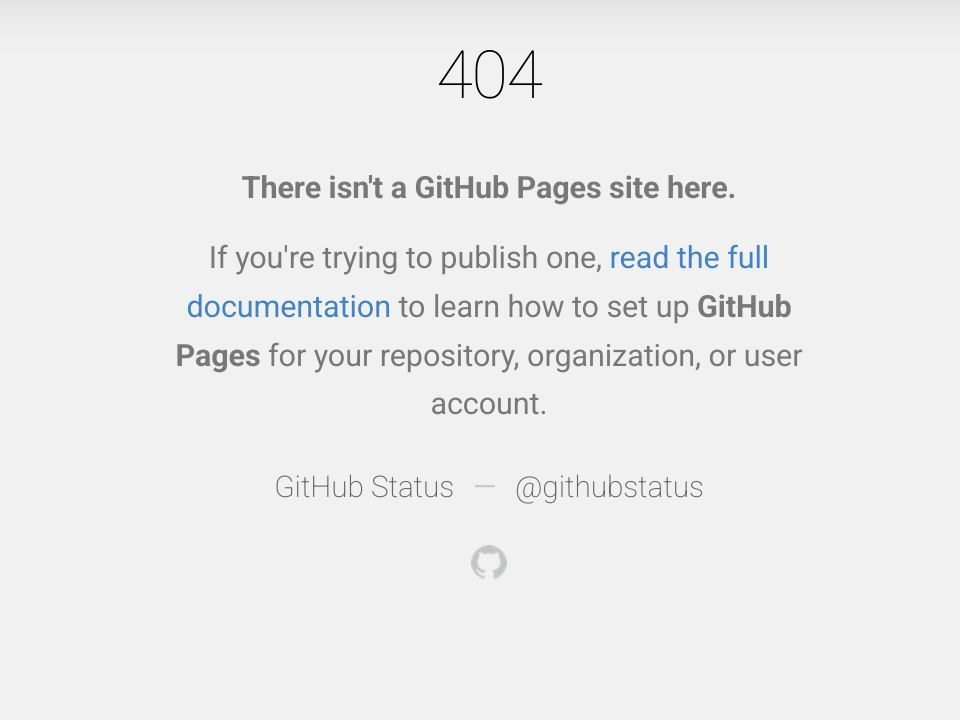 404
There isn't a GitHub Pages site here.
If you're trying to publish one, read the full
documentation to learn how to set up GitHub
Pages for your repository, organization, or user
account.
GitHub Status — @githubstatus